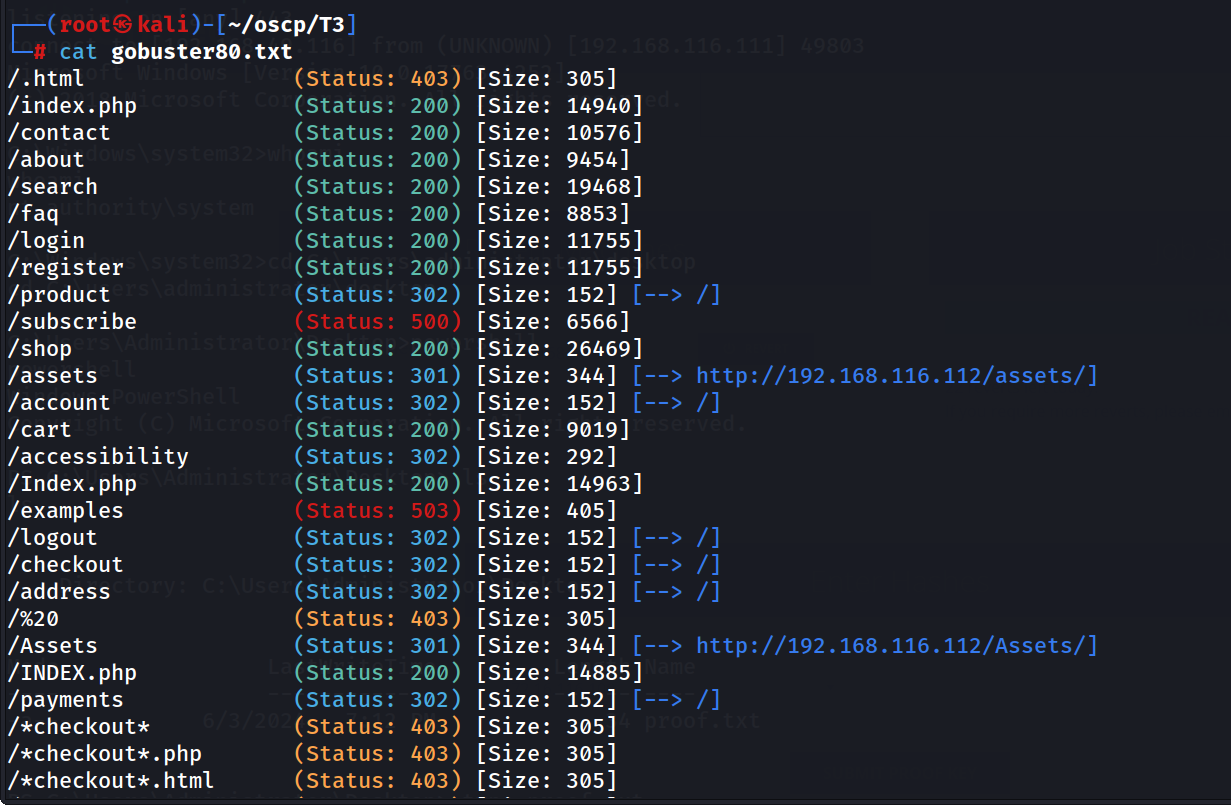 ┌──(root㉿kali)-[~/oscp/T3]
└─# cat gobuster80.txt
/.html (Status: 403) [Size: 305]
/index.php (Status: 200) [Size: 14940]
/contact (Status: 200) [Size: 10576]
/about (Status: 200) [Size: 9454]
/search (Status: 200) [Size: 19468]
/faq (Status: 200) [Size: 8853]
/login (Status: 200) [Size: 11755]
/register (Status: 200) [Size: 11755]
/product (Status: 302) [Size: 152] [--> /]
/subscribe (Status: 500) [Size: 6566]
/shop (Status: 200) [Size: 26469]
/assets (Status: 301) [Size: 344] [--> http://192.168.116.112/assets/]
/account (Status: 302) [Size: 152] [--> /]
/cart (Status: 200) [Size: 9019]
/accessibility (Status: 302) [Size: 292]
/Index.php (Status: 200) [Size: 14963]
/examples (Status: 503) [Size: 405]
/logout (Status: 302) [Size: 152] [--> /]
/checkout (Status: 302) [Size: 152] [--> /]
/address (Status: 302) [Size: 152] [--> /]
/%20 (Status: 403) [Size: 305]
/Assets (Status: 301) [Size: 344] [--> http://192.168.116.112/Assets/]
/INDEX.php (Status: 200) [Size: 14885]
/payments (Status: 302) [Size: 152] [--> /]
/*checkout* (Status: 403) [Size: 305]
/*checkout*.php (Status: 403) [Size: 305]
/*checkout*.html (Status: 403) [Size: 305]